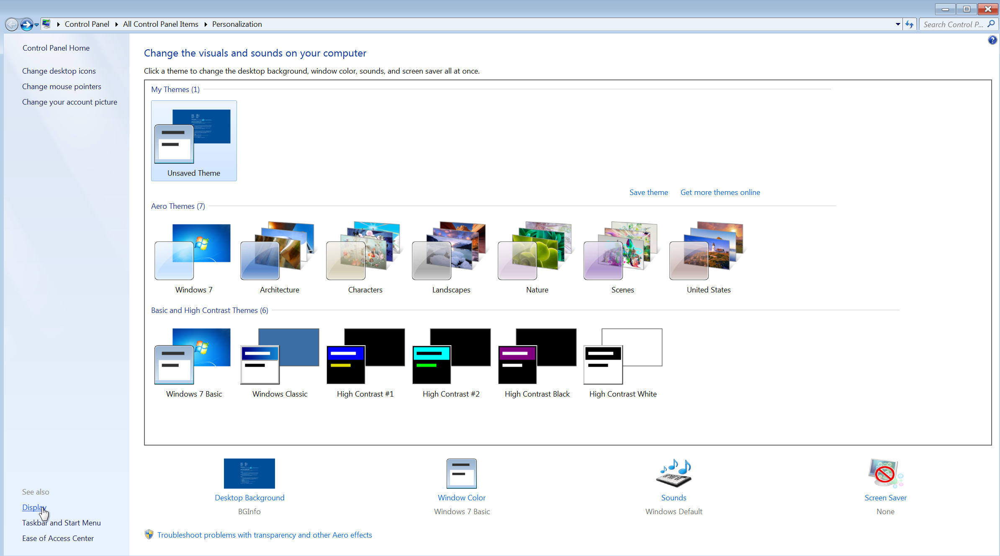 Control Panel
All Control Panel Items
Personalization
Search Control P...
Control Panel Home
Change desktop icons
Change mouse pointers
Change your account picture
Change the visuals and sounds on your computer
Click a theme to change the desktop background, window color, sounds, and screen saver all at once.
My Themes (1)
Unsaved Theme
Save theme
Get more themes online
Aero Themes (7)
Windows 7
Architecture
Characters
Landscapes
Nature
Scenes
United States
Basic and High Contrast Themes (6)
Windows 7 Basic
Windows Classic
High Contrast #1
High Contrast #2
High Contrast Black
High Contrast White
See also
Display
Taskbar and Start Menu
Ease of Access Center
Desktop Background
BGInfo
Window Color
Windows 7 Basic
Sounds
Windows Default
Screen Saver
None
Troubleshoot problems with transparency and other Aero effects